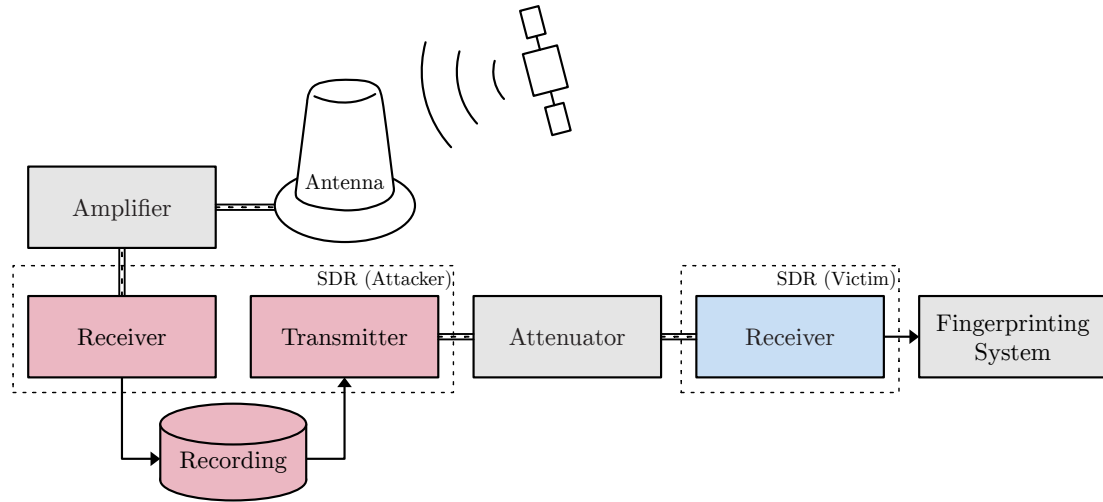 Antenna
Amplifier
SDR (Attacker)
SDR (Victim)
Receiver
Transmitter
Attenuator
Receiver
Fingerprinting
System
Recording